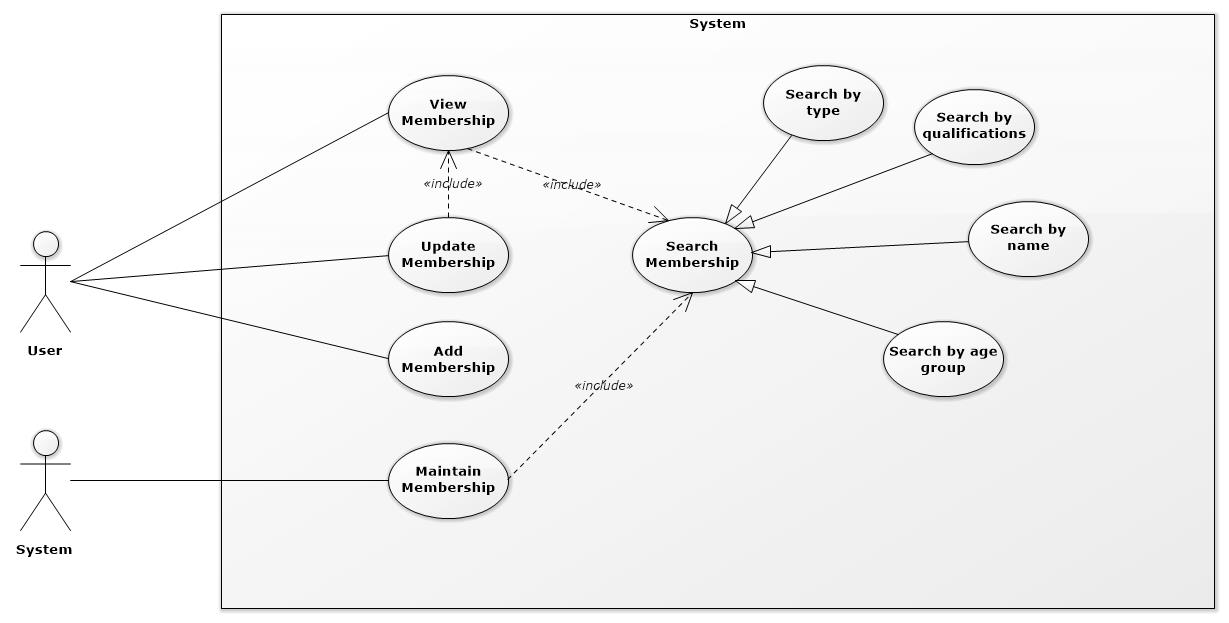 System
View
Membership
Search by
type
Search by
qualifications
«include»
«include»
Update
Membership
Search
Membership
Search by
name
User
Add
Membership
Search by age
group
«include»
Maintain
Membership
System